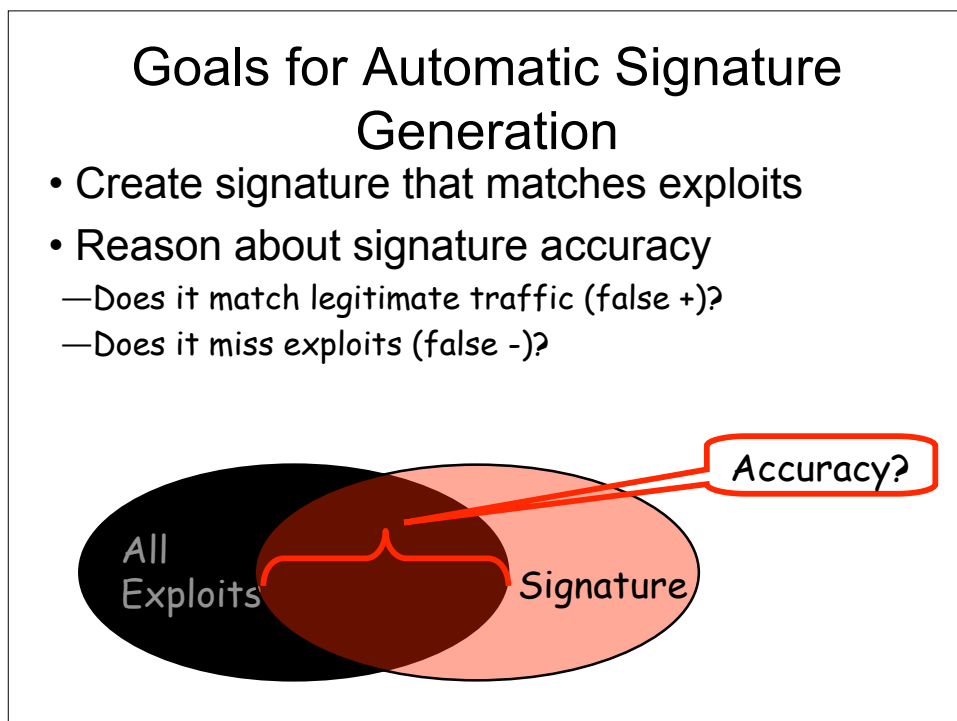 Goals for Automatic Signature
Generation
• Create signature that matches exploits
• Reason about signature accuracy
—Does it match legitimate traffic (false +)?
—Does it miss exploits (false -)?
Accuracy?
All
Exploits
Signature